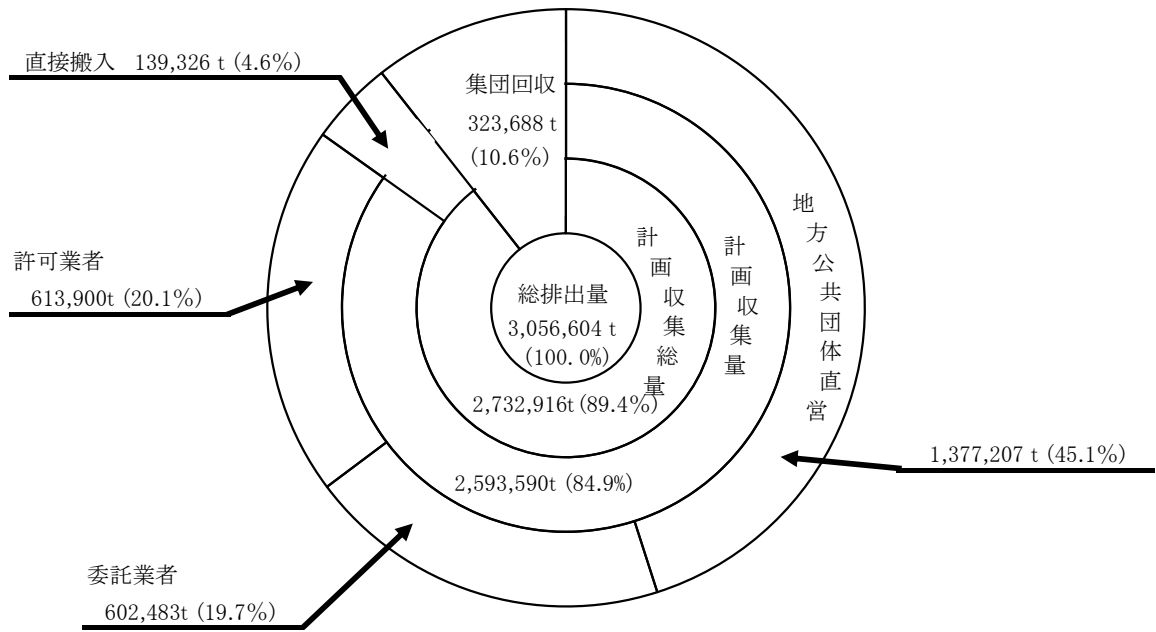 直接搬入 139,326 t (4.6%)
集団回収
323,688 t
(10.6%)
地方公共団体直営
1,377,207 t (45.1%)
計画収集量
2,593,590t (84.9%)
計画収集総量
2,732,916t (89.4%)
総排出量
3,056,604 t
(100.0%)
許可業者
613,900t (20.1%)
委託業者
602,483t (19.7%)